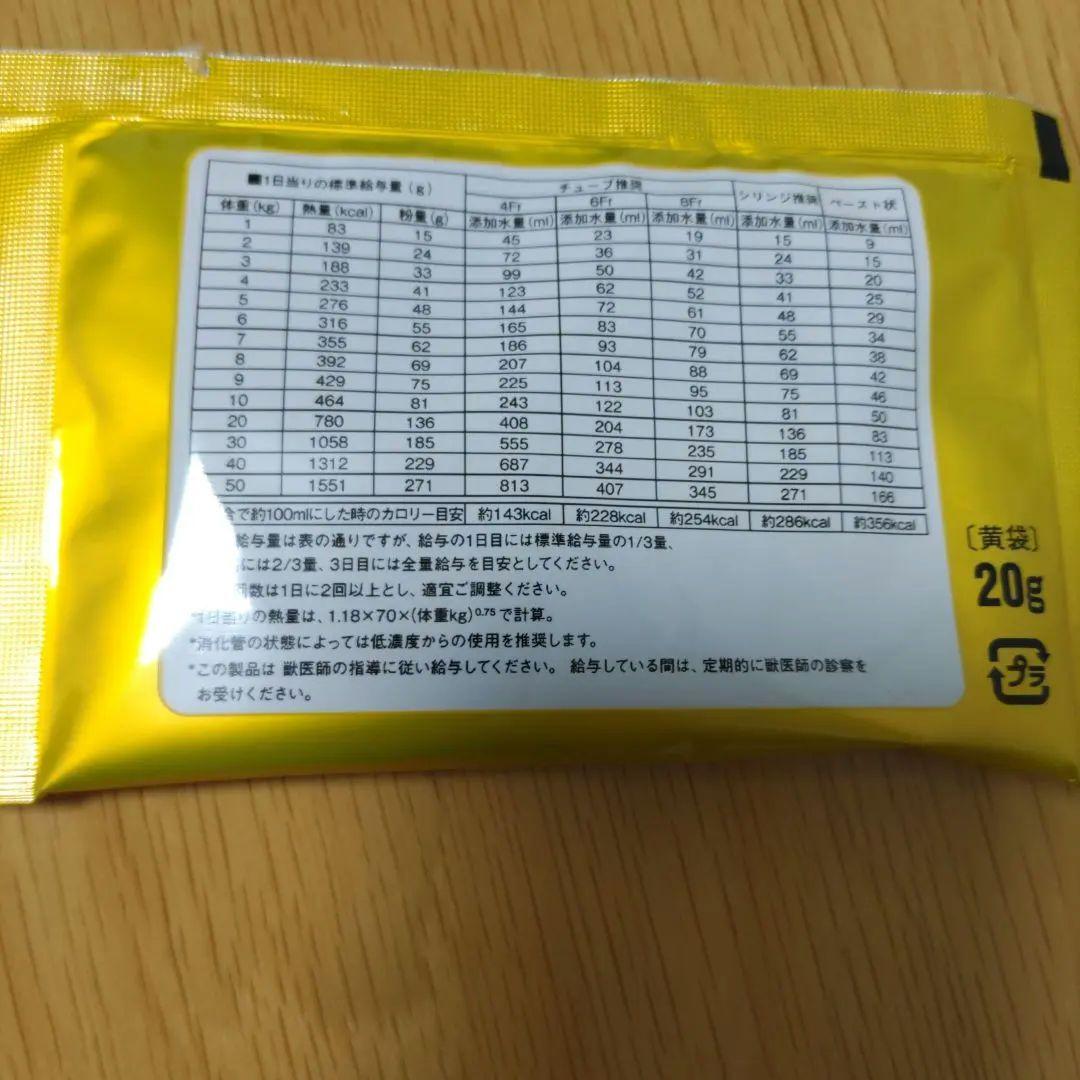 ■1日当りの標準給与量(g) チューブ推奨 シリンジ推奨 ペースト状
4Fr 6Fr 8Fr
体重(kg) 熱量(kcal) 粉量(g) 添加水量(ml) 添加水量(ml) 添加水量(ml) 添加水量(ml) 添加水量(ml)
1 83 15 45 23 19 15 9
2 139 24 72 36 31 24 15
3 188 33 99 50 42 33 20
4 233 41 123 62 52 41 25
5 276 48 144 72 61 48 29
6 316 55 165 83 70 55 34
7 355 62 186 93 79 62 38
8 392 69 207 104 88 69 42
9 429 75 225 113 95 75 46
10 464 81 243 122 103 81 50
20 780 136 408 204 173 136 83
30 1058 185 555 278 235 185 113
40 1312 229 687 344 291 229 140
50 1551 271 813 407 345 271 166
で約100mlにした時のカロリー目安 約143kcal 約228kcal 約254kcal 約286kcal 約356kcal
給与量は表の通りですが、給与の1日目には標準給与量の1/3量、
には2/3量、3日目には全量給与を目安としてください。
回数は1日に2回以上とし、適宜ご調整ください。
*1日当りの熱量は、1.18×70×(体重kg)0.75で計算。
*消化管の状態によっては低濃度からの使用を推奨します。
*この製品は獣医師の指導に従い給与してください。給与している間は、定期的に獣医師の診察を
お受けください。
〔黄袋〕
20g
プラ